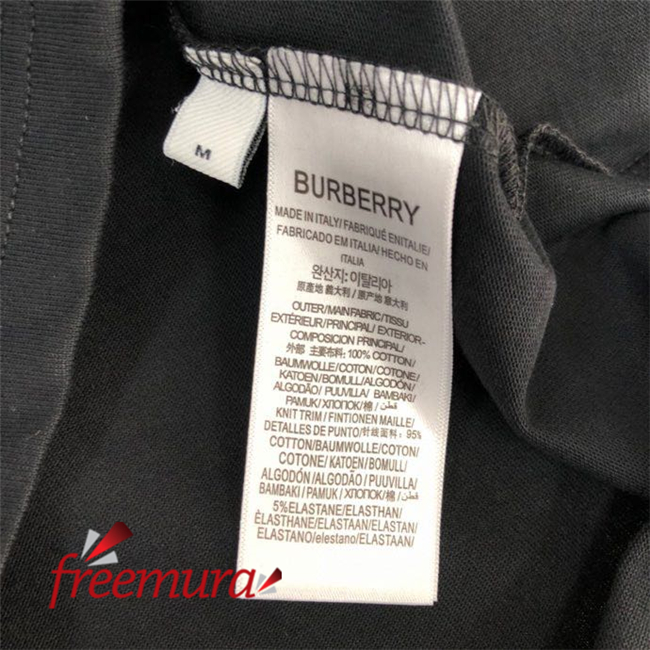 M
BURBERRY
MADE IN ITALY/FABRIQUÉ ENITALIE/
FABRICADO EM ITALIA/ HECHO EN
ITALIA
완산지: 이탈리아
原產地 義大利 / 原产地 意大利
OUTER/MAINFABRIC/TISSU
EXTÉRIEUR/PRINCIPAL/ EXTERIOR-
COMPOSICION PRINCIPAL/
外部 主要布料: 100% COTTON/
BAUMWOLLE/COTON/COTONE/
KATOEN/BOMULL/ALGODÓN/
ALGODÃO/ PUUVILLA/ BAMBAKI/
PAMUK/ХЛОПОК/棉/ قطن/
KNIT TRIM / FINTIONEN MAILLE/
DETALLES DE PUNTO/針線面料: 95%
COTTON/BAUMWOLLE/COTON/
COTONE/ KATOEN/BOMULL/
ALGODÓN/ALGODÃO/PUUVILLA/
BAMBAKI / PAMUK / ХЛОПОК/棉/ قطن/
5%ELASTANE/ELASTHAN/
ÉLASTHANE/ELASTAAN/ELASTAN/
ELASTANO/elestano/ELASTAAN/
freemura